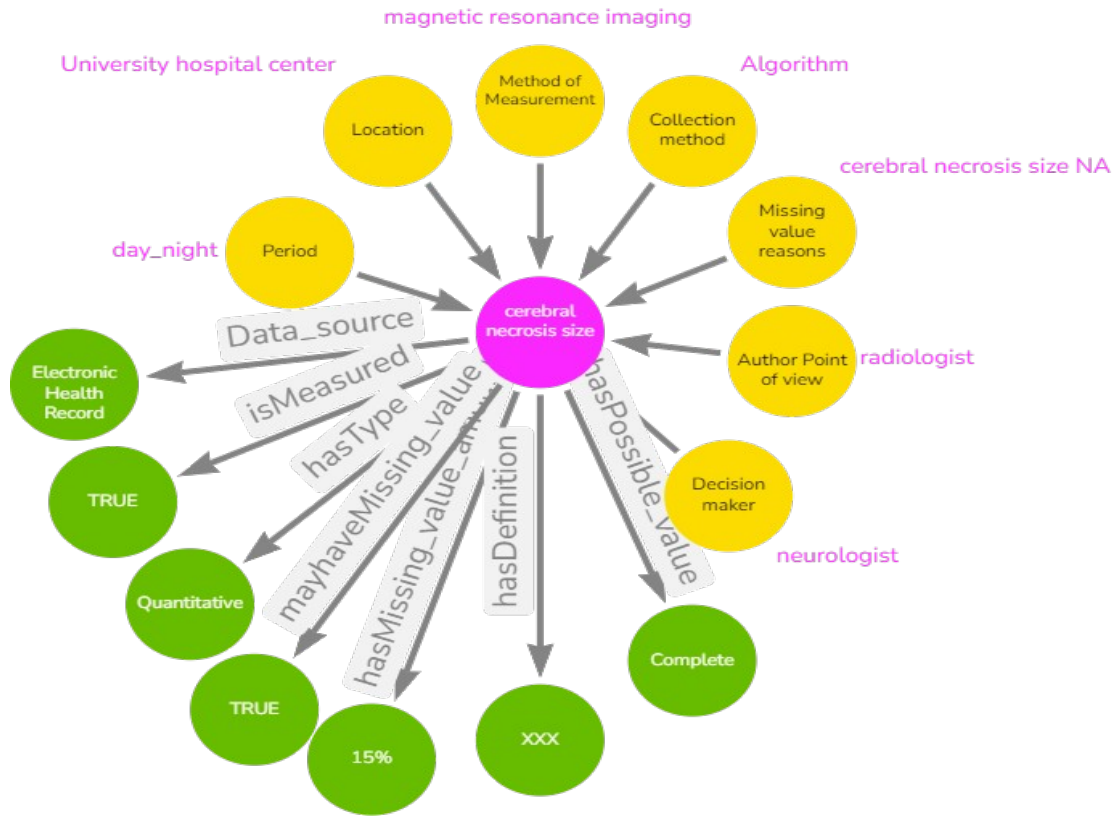 magnetic resonance imaging
University hospital center
Algorithm
Method of
Measurement
Location
Collection
method
cerebral necrosis size NA
Missing
value
reasons
day_night
Period
cerebral
necrosis size
Data_source
Author Point
of view
radiologist
Electronic
Health
Record
isMeasured
hasType
mayhaveMissing_value
hasMissing_value_
hasDefinition
hasPossible_value
Decision
maker
TRUE
neurologist
Quantitative
Complete
TRUE
XXX
15%